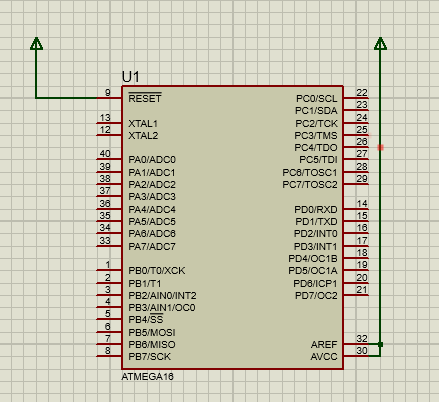 U1
9 RESET
13 XTAL1
12 XTAL2
40 PA0/ADC0
39 PA1/ADC1
38 PA2/ADC2
37 PA3/ADC3
36 PA4/ADC4
35 PA5/ADC5
34 PA6/ADC6
33 PA7/ADC7
1 PB0/T0/XCK
2 PB1/T1
3 PB2/AIN0/INT2
4 PB3/AIN1/OC0
5 PB4/SS
6 PB5/MOSI
7 PB6/MISO
8 PB7/SCK
PC0/SCL 22
PC1/SDA 23
PC2/TCK 24
PC3/TMS 25
PC4/TDO 26
PC5/TDI 27
PC6/TOSC1 28
PC7/TOSC2 29
PD0/RXD 14
PD1/TXD 15
PD2/INT0 16
PD3/INT1 17
PD4/OC1B 18
PD5/OC1A 19
PD6/ICP1 20
PD7/OC2 21
AREF 32
AVCC 30
ATMEGA16